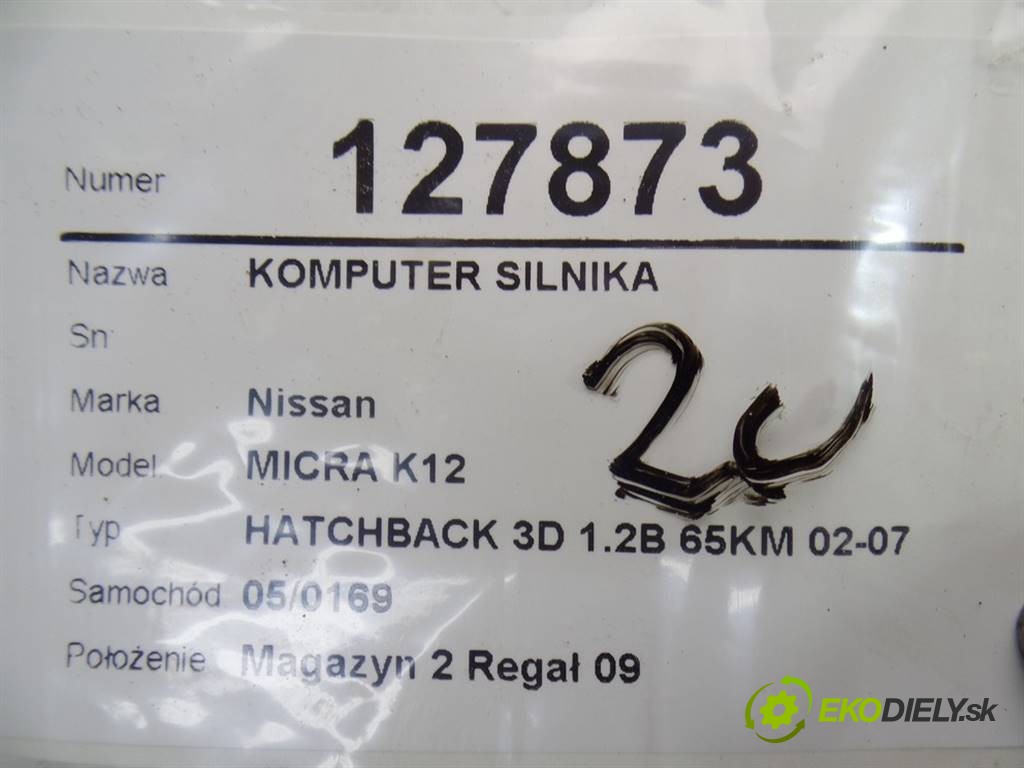 Numer 127873
Nazwa KOMPUTER SILNIKA
Sn
Marka Nissan
Model MICRA K12
Typ HATCHBACK 3D 1.2B 65KM 02-07
Samochód 05/0169
Położenie Magazyn 2 Regał 09
EKODIELY.sk